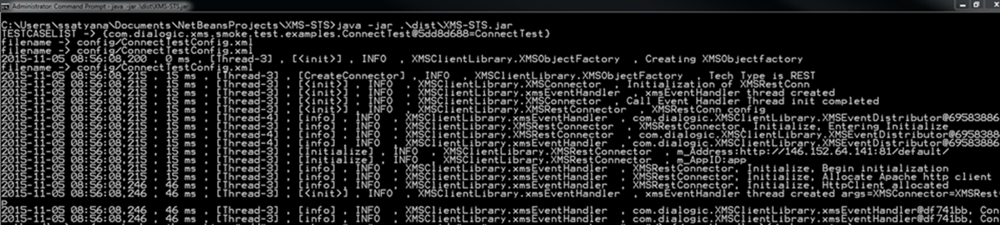 Administrator: Command Prompt - java -jar .\dist\XMS-STS.jar
C:\Users\ssatyana\Documents\NetBeansProjects\XMS-STS>java -jar .\dist\XMS-STS.jar
TESTCASELIST -> {com.dialogic.xms.smoke.test.examples.ConnectTest@5dd8d688=ConnectTest}
filename -> config/ConnectTestConfig.xml
2015-11-05 08:56:08,200 , 0 ms , [Thread-3] , [<init>] , INFO , XMSClientLibrary.XMSObjectFactory , Creating XMSObjectfactory
filename -> config/ConnectTestConfig.xml
2015-11-05 08:56:08,215 , 15 ms , [Thread-3] , [CreateConnector] , INFO , XMSClientLibrary.XMSObjectFactory , Tech Type is REST
2015-11-05 08:56:08,215 , 15 ms , [Thread-3] , [<init>] , INFO , XMSClientLibrary.XMSConnector , Initialization of XMSRestConn
2015-11-05 08:56:08,215 , 15 ms , [Thread-3] , [<init>] , INFO , XMSClientLibrary.xmsEventHandler , xmsEventHandler thread created
2015-11-05 08:56:08,215 , 15 ms , [Thread-3] , [<init>] , INFO , XMSClientLibrary.XMSConnector , Call Event Handler Thread init completed
2015-11-05 08:56:08,215 , 15 ms , [Thread-3] , [<init>] , INFO , XMSClientLibrary.XMSRestConnector , XMSRestConn config
2015-11-05 08:56:08,215 , 15 ms , [Thread-4] , [info] , INFO , XMSClientLibrary.xmsEventHandler , com.dialogic.XMSClientLibrary.XMSEventDistributor@69583886
2015-11-05 08:56:08,215 , 15 ms , [Thread-3] , [info] , INFO , XMSClientLibrary.XMSRestConnector , XMSRestConnector, Initialize, Entering Initialize
2015-11-05 08:56:08,215 , 15 ms , [Thread-3] , [info] , INFO , XMSClientLibrary.XMSRestConnector , com.dialogic.XMSClientLibrary.XMSEventDistributor@6958388
2015-11-05 08:56:08,215 , 15 ms , [Thread-4] , [info] , INFO , XMSClientLibrary.xmsEventHandler , com.dialogic.XMSClientLibrary.XMSEventDistributor@69583886
2015-11-05 08:56:08,215 , 15 ms , [Thread-3] , [Initialize] , INFO , XMSClientLibrary.XMSRestConnector , m_Address:http://146.152.64.141:81/default/
2015-11-05 08:56:08,215 , 15 ms , [Thread-3] , [Initialize] , INFO , XMSClientLibrary.XMSRestConnector , m_AppID:app
2015-11-05 08:56:08,215 , 15 ms , [Thread-3] , [info] , INFO , XMSClientLibrary.xmsEventHandler , XMSRestConnector, Initialize, Begin initialization
2015-11-05 08:56:08,215 , 15 ms , [Thread-3] , [info] , INFO , XMSClientLibrary.xmsEventHandler , XMSRestConnector, Initialize, Allocate Apache http client
2015-11-05 08:56:08,246 , 46 ms , [Thread-3] , [info] , INFO , XMSClientLibrary.xmsEventHandler , XMSRestConnector, Initialize, HttpClient allocated
2015-11-05 08:56:08,246 , 46 ms , [Thread-3] , [<init>] , INFO , XMSClientLibrary.xmsEventHandler , xmsEventHandler thread created args=XMSConnector=XMSRest
P
2015-11-05 08:56:08,246 , 46 ms , [Thread-3] , [info] , INFO , XMSClientLibrary.xmsEventHandler , com.dialogic.XMSClientLibrary.xmsEventHandler@df741bb, Con
2015-11-05 08:56:08,246 , 46 ms , [Thread-3] , [info] , INFO , XMSClientLibrary.xmsEventHandler , com.dialogic.XMSClientLibrary.xmsEventHandler@df741bb, Con